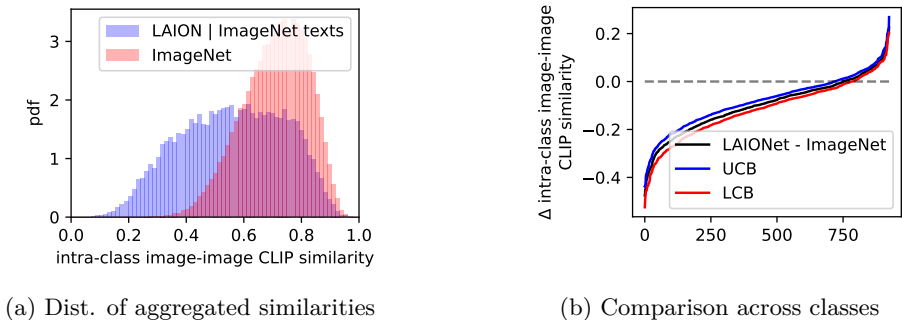 LAION | ImageNet texts
ImageNet
pdf
3
2
1
0
0.0 0.2 0.4 0.6 0.8 1.0
intra-class image-image CLIP similarity
(a) Dist. of aggregated similarities
Δ intra-class image-image
CLIP similarity
0.2
0.0
−0.2
−0.4
LAIONet - ImageNet
UCB
LCB
0 250 500 750
(b) Comparison across classes